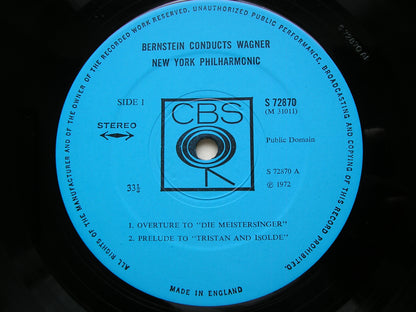 ALL RIGHTS OF THE MANUFACTURER AND OF THE OWNER OF THE RECORDED WORK RESERVED. UNAUTHORIZED PUBLIC PERFORMANCE, BROADCASTING AND COPYING OF THIS RECORD PROHIBITED.
BERNSTEIN CONDUCTS WAGNER
NEW YORK PHILHARMONIC
SIDE 1
S 72870
(M 31011)
STEREO
CBS
Public Domain
33⅓
S 72870 A
℗ 1972
1. OVERTURE TO "DIE MEISTERSINGER"
2. PRELUDE TO "TRISTAN AND ISOLDE"
MADE IN ENGLAND